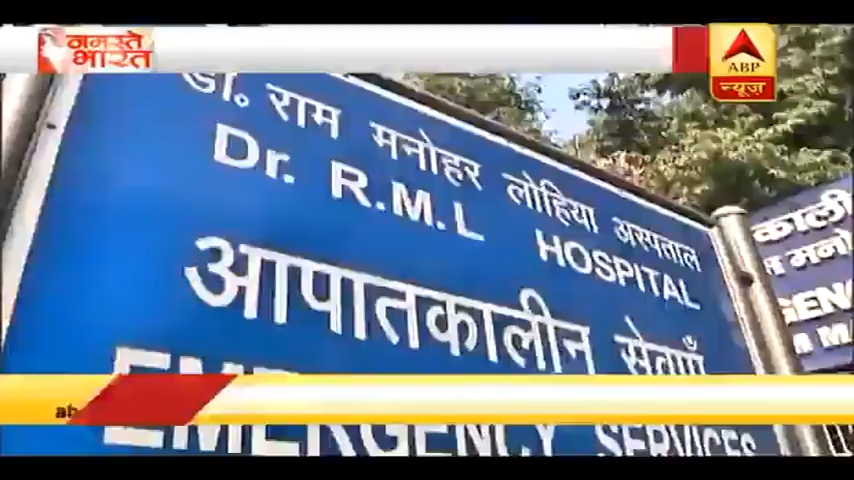 नमस्ते
भारत
ABP
न्यूज़
डॉ. राम मनोहर लोहिया अस्पताल
Dr. R.M.L HOSPITAL
आपातकालीन सेवाएँ
EMERGENCY SERVICES